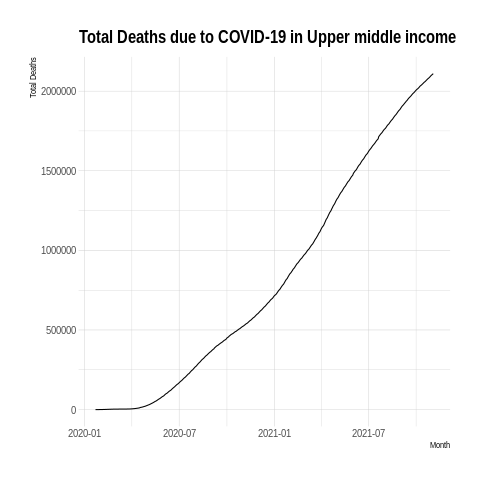 Total Deaths due to COVID-19 in Upper middle income
Total Deaths
2000000
1500000
1000000
500000
0
2020-01 2020-07 2021-01 2021-07
Month